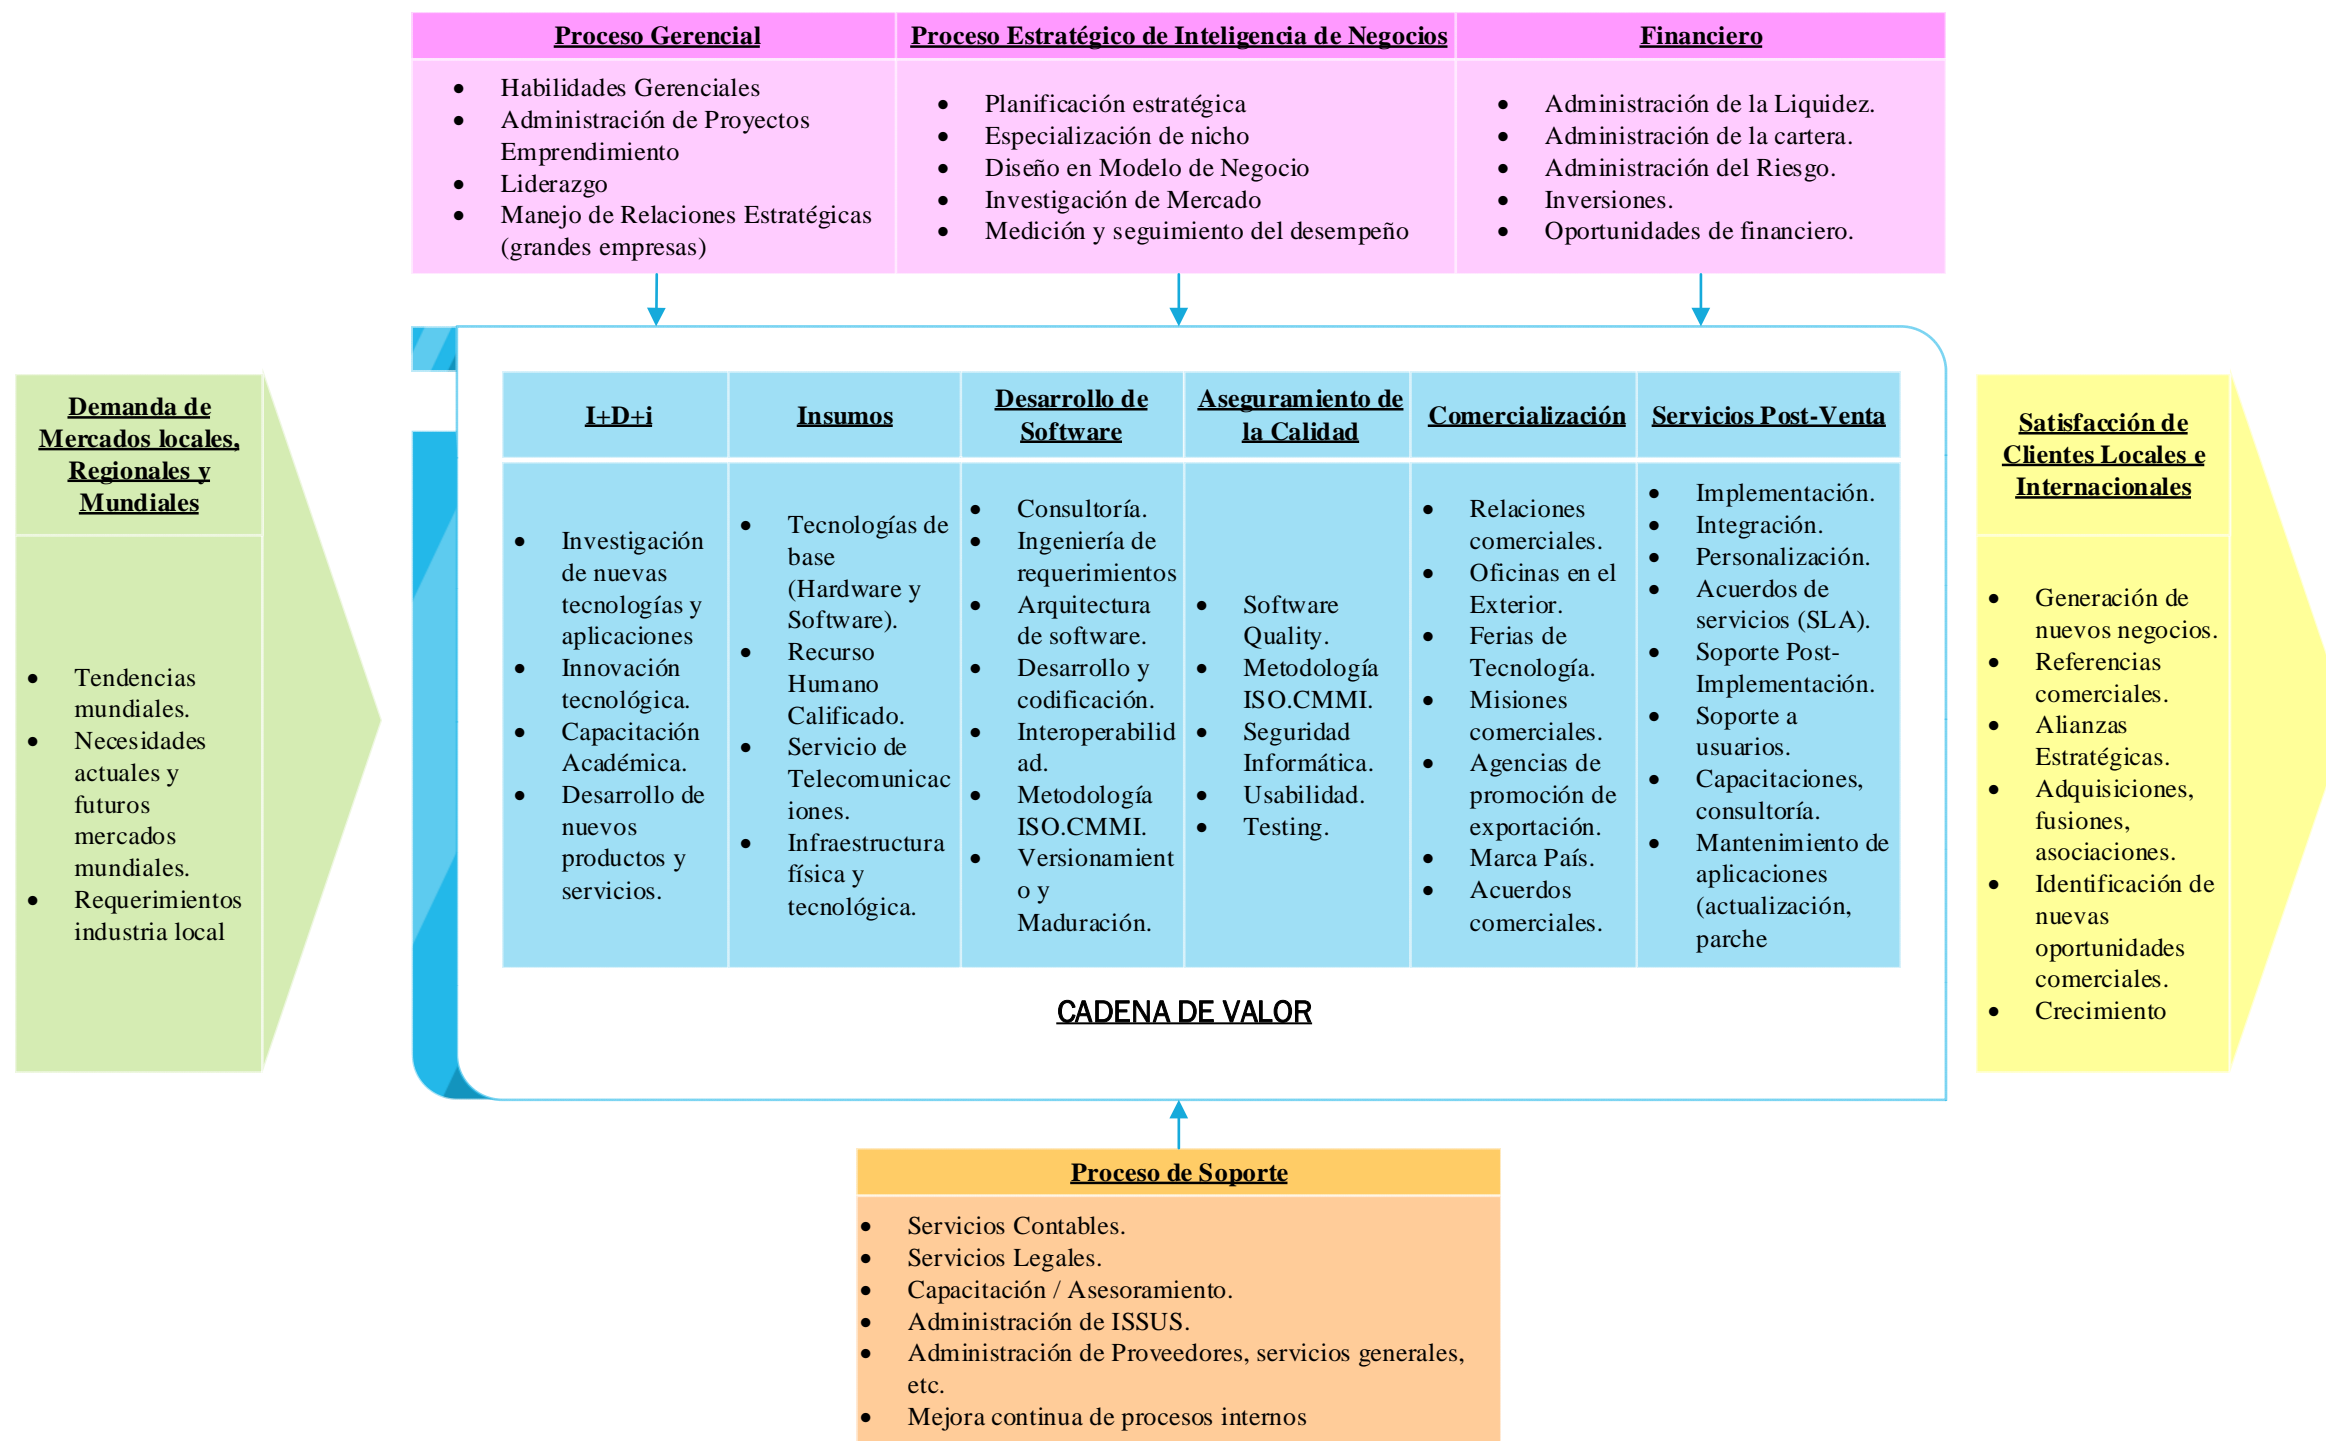 Proceso Gerencial
• Habilidades Gerenciales
• Administración de Proyectos
Emprendimiento
• Liderazgo
• Manejo de Relaciones Estratégicas
(grandes empresas)
Proceso Estratégico de Inteligencia de Negocios
• Planificación estratégica
• Especialización de nicho
• Diseño en Modelo de Negocio
• Investigación de Mercado
• Medición y seguimiento del desempeño
Financiero
• Administración de la Liquidez.
• Administración de la cartera.
• Administración del Riesgo.
• Inversiones.
• Oportunidades de financiero.
Demanda de
Mercados locales,
Regionales y
Mundiales
• Tendencias
mundiales.
• Necesidades
actuales y
futuros
mercados
mundiales.
• Requerimientos
industria local
I+D+i
• Investigación
de nuevas
tecnologías y
aplicaciones
• Innovación
tecnológica.
• Capacitación
Académica.
• Desarrollo de
nuevos
productos y
servicios.
Insumos
• Tecnologías de
base
(Hardware y
Software).
• Recurso
Humano
Calificado.
• Servicio de
Telecomunicac
iones.
• Infraestructura
física y
tecnológica.
Desarrollo de
Software
• Consultoría.
• Ingeniería de
requerimientos
• Arquitectura
de software.
• Desarrollo y
codificación.
• Interoperabilid
ad.
• Metodología
ISO.CMMI.
• Versionamient
o y
Maduración.
Aseguramiento de
la Calidad
• Software
Quality.
• Metodología
ISO.CMMI.
• Seguridad
Informática.
• Usabilidad.
• Testing.
Comercialización
• Relaciones
comerciales.
• Oficinas en el
Exterior.
• Ferias de
Tecnología.
• Misiones
comerciales.
• Agencias de
promoción de
exportación.
• Marca País.
• Acuerdos
comerciales.
Servicios Post-Venta
• Implementación.
• Integración.
• Personalización.
• Acuerdos de
servicios (SLA).
• Soporte Post-
Implementación.
• Soporte a
usuarios.
• Capacitaciones,
consultoría.
• Mantenimiento de
aplicaciones
(actualización,
parche
CADENA DE VALOR
Satisfacción de
Clientes Locales e
Internacionales
• Generación de
nuevos negocios.
• Referencias
comerciales.
• Alianzas
Estratégicas.
• Adquisiciones,
fusiones,
asociaciones.
• Identificación de
nuevas
oportunidades
comerciales.
• Crecimiento
Proceso de Soporte
• Servicios Contables.
• Servicios Legales.
• Capacitación / Asesoramiento.
• Administración de ISSUS.
• Administración de Proveedores, servicios generales,
etc.
• Mejora continua de procesos internos